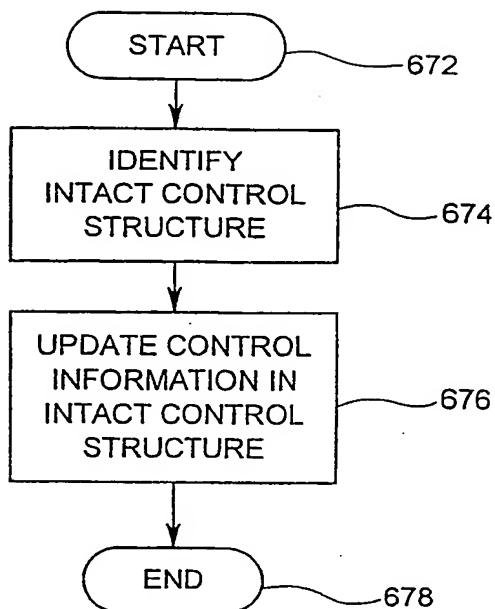 START
672
IDENTIFY
INTACT CONTROL
STRUCTURE
674
UPDATE CONTROL
INFORMATION IN
INTACT CONTROL
STRUCTURE
676
END
678